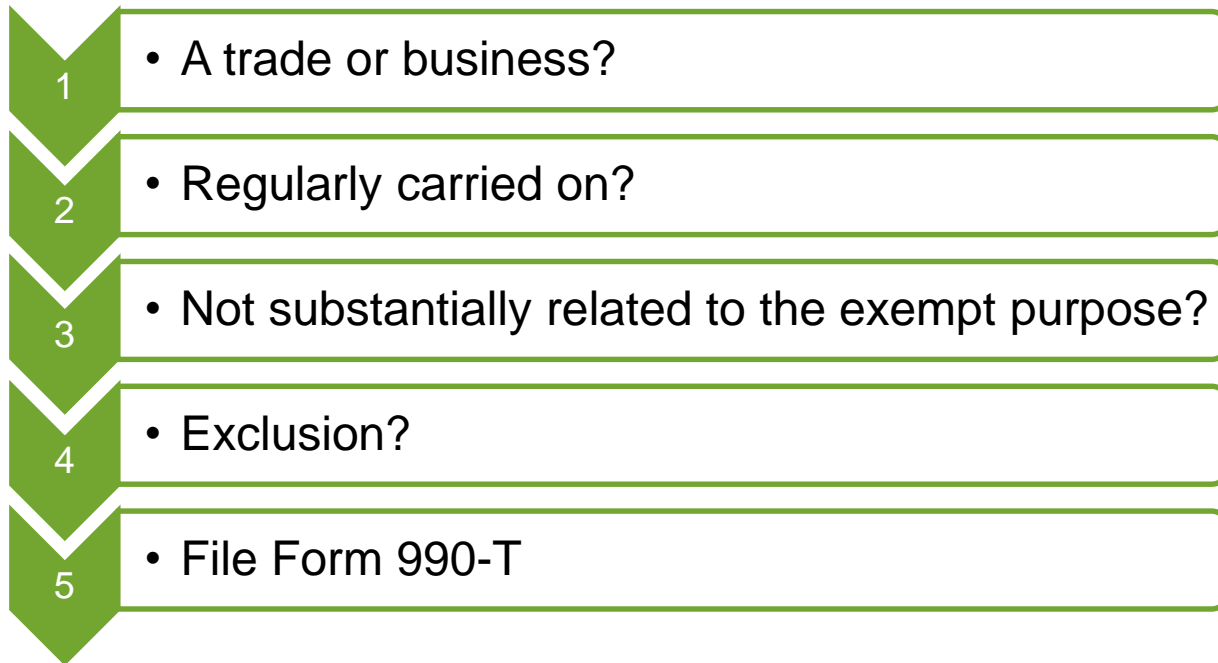 1
• A trade or business?
2
• Regularly carried on?
3
• Not substantially related to the exempt purpose?
4
• Exclusion?
5
• File Form 990-T